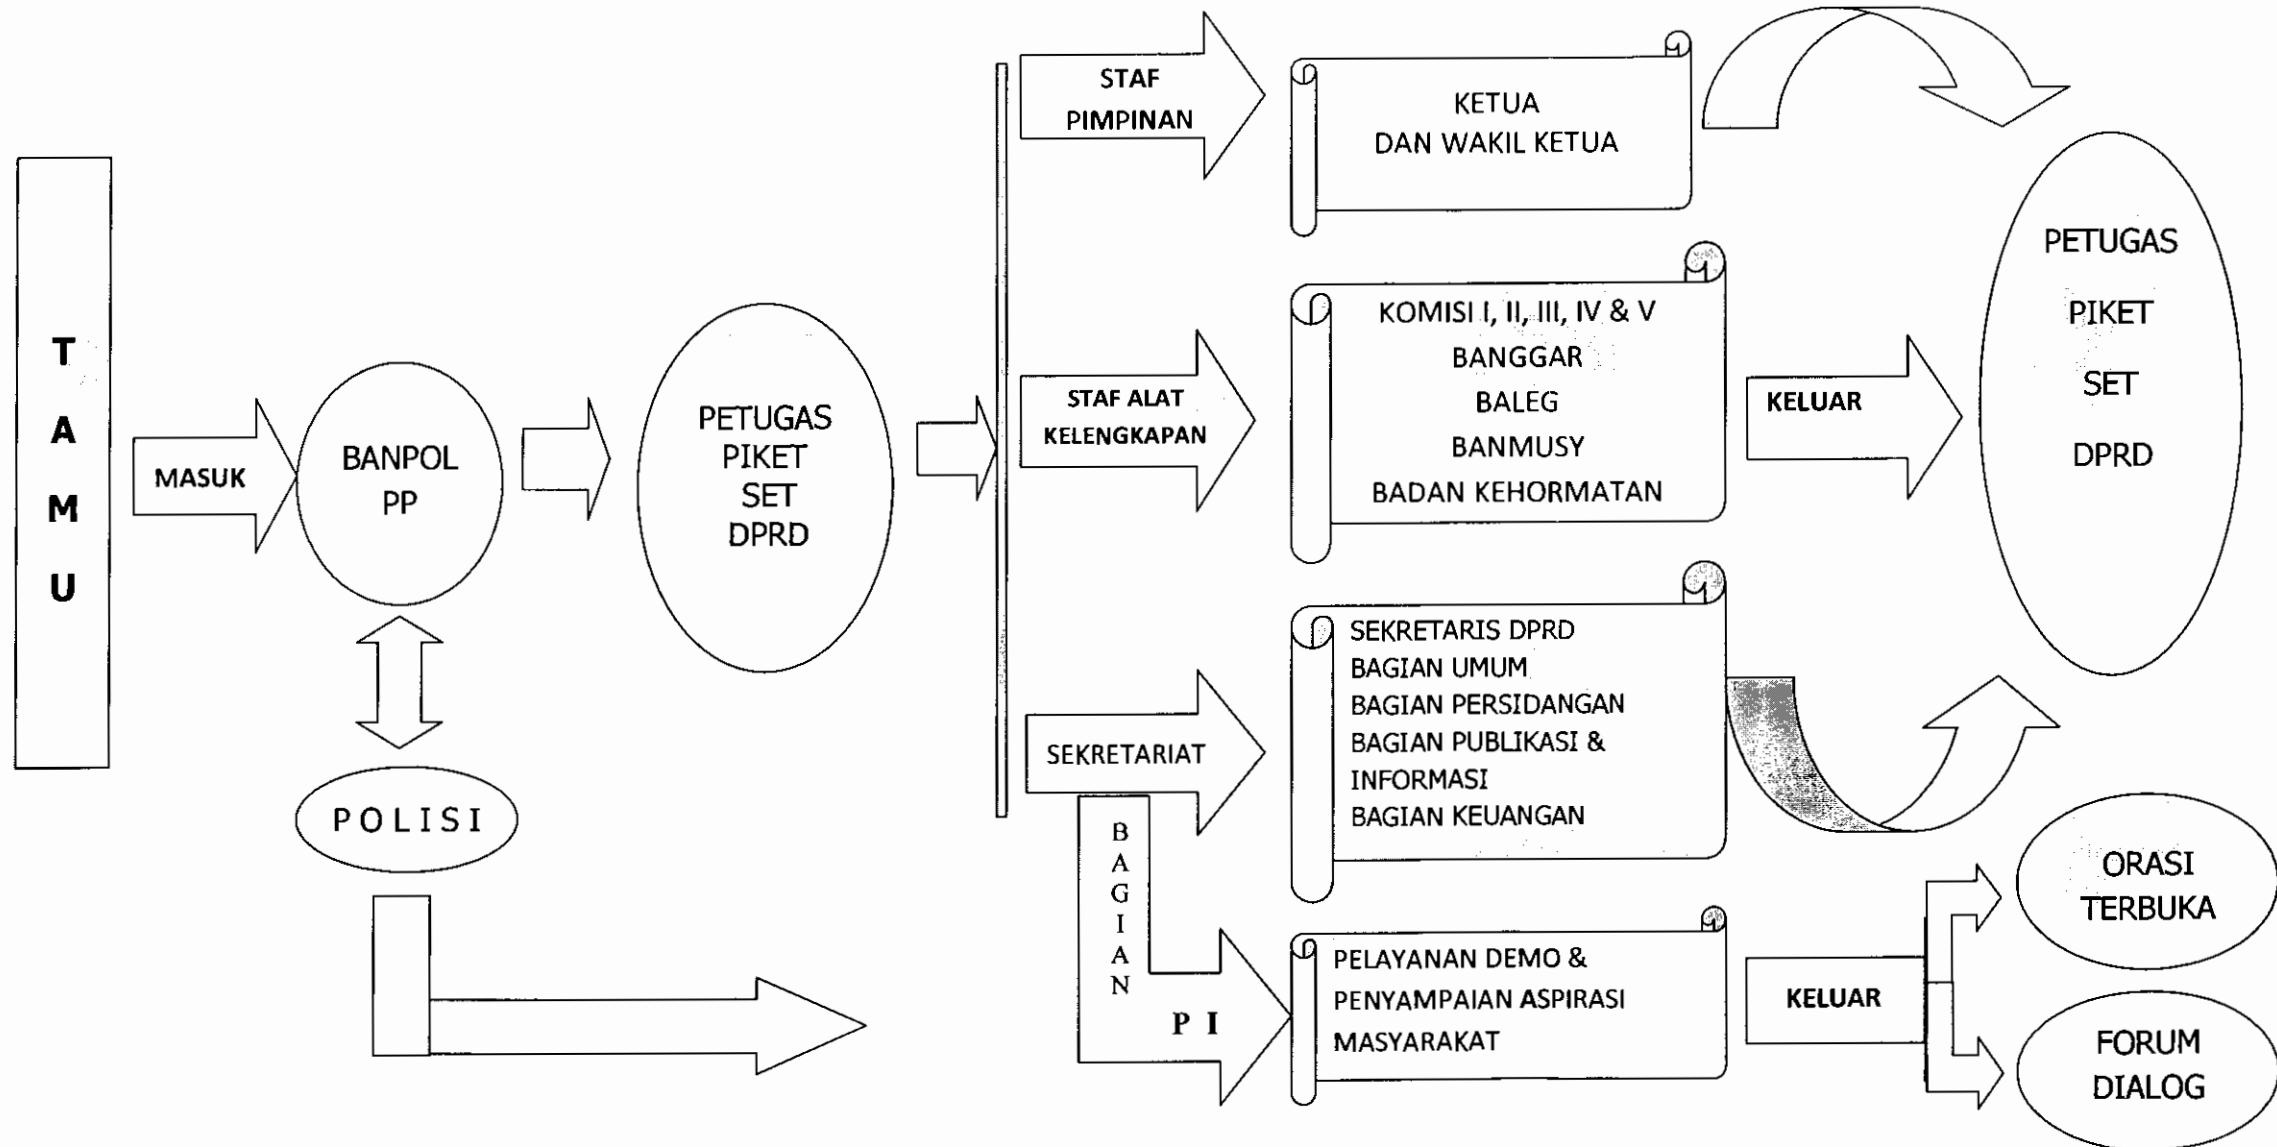 T
A
M
U
MASUK
BANPOL
PP
POLISI
PETUGAS
PIKET
SET
DPRD
STAF
PIMPINAN
KETUA
DAN WAKIL KETUA
STAF ALAT
KELENGKAPAN
KOMISI I, II, III, IV & V
BANGGAR
BALEG
BANMUSY
BADAN KEHORMATAN
KELUAR
PETUGAS
PIKET
SET
DPRD
SEKRETARIAT
SEKRETARIS DPRD
BAGIAN UMUM
BAGIAN PERSIDANGAN
BAGIAN PUBLIKASI &
INFORMASI
BAGIAN KEUANGAN
B
A
G
I
A
N
P I
PELAYANAN DEMO &
PENYAMPAIAN ASPIRASI
MASYARAKAT
KELUAR
ORASI
TERBUKA
FORUM
DIALOG